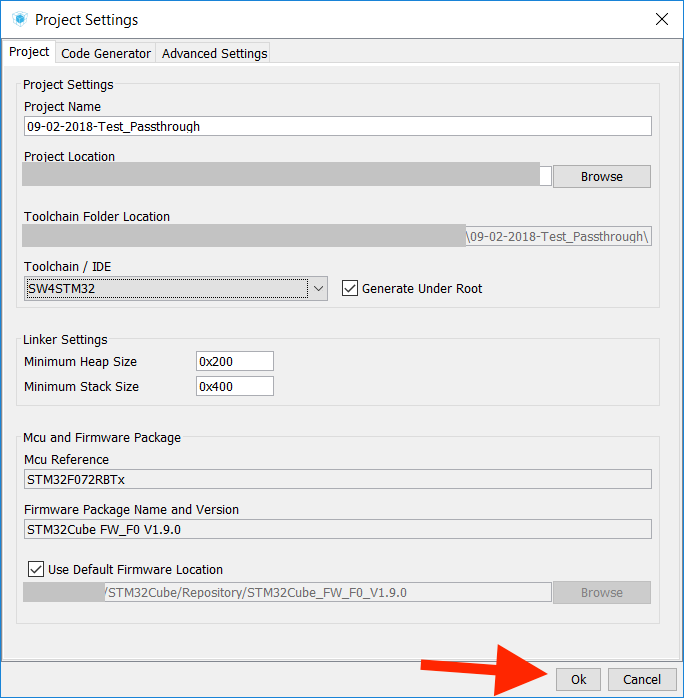 Project Settings
Project Code Generator Advanced Settings
Project Settings
Project Name
09-02-2018-Test_Passthrough
Project Location
Browse
Toolchain Folder Location
\09-02-2018-Test_Passthrough\
Toolchain / IDE
SW4STM32 Generate Under Root
Linker Settings
Minimum Heap Size 0x200
Minimum Stack Size 0x400
Mcu and Firmware Package
Mcu Reference
STM32F072RBTx
Firmware Package Name and Version
STM32Cube FW_F0 V1.9.0
Use Default Firmware Location
/STM32Cube/Repository/STM32Cube_FW_F0_V1.9.0 Browse
Ok Cancel